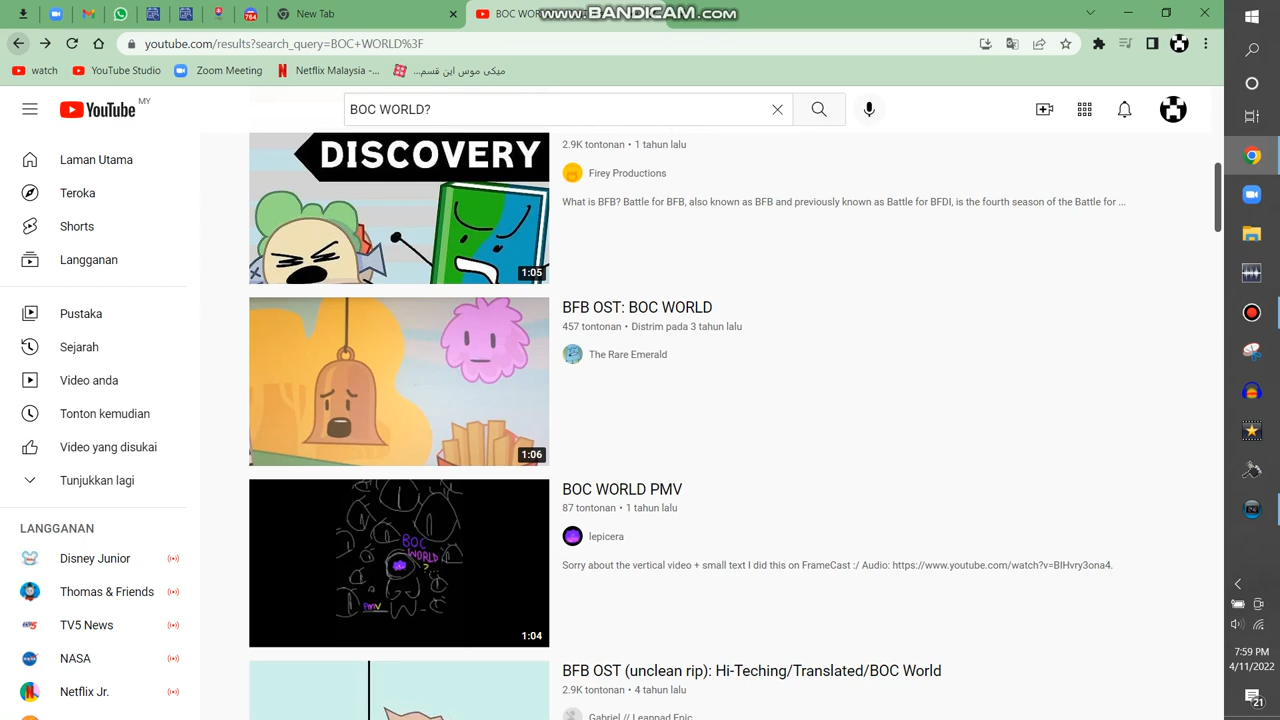 New Tab
BOC WOR
www.BANDICAM.com
youtube.com/results?search_query=BOC+WORLD%3F
watch
YouTube Studio
Zoom Meeting
Netflix Malaysia -...
میکی موس این قسم...
764
YouTube MY
BOC WORLD?
Laman Utama
Teroka
Shorts
Langganan
Pustaka
Sejarah
Video anda
Tonton kemudian
Video yang disukai
Tunjukkan lagi
LANGGANAN
Disney Junior
Thomas & Friends
TV5 News
NASA
Netflix Jr.
DISCOVERY
1:05
2.9K tontonan • 1 tahun lalu
Firey Productions
What is BFB? Battle for BFB, also known as BFB and previously known as Battle for BFDI, is the fourth season of the Battle for ...
1:06
BFB OST: BOC WORLD
457 tontonan • Distrim pada 3 tahun lalu
The Rare Emerald
BOC
WORLD
?
PMV
1:04
BOC WORLD PMV
87 tontonan • 1 tahun lalu
lepicera
Sorry about the vertical video + small text I did this on FrameCast :/ Audio: https://www.youtube.com/watch?v=BIHvry3ona4.
BFB OST (unclean rip): Hi-Teching/Translated/BOC World
2.9K tontonan • 4 tahun lalu
Gabriel // Leappad Epic
7:59 PM
4/11/2022
21